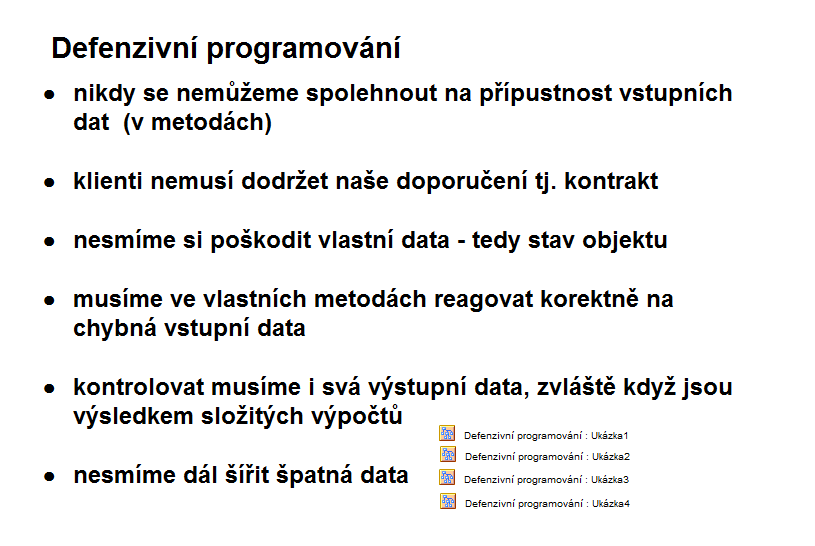 Defenzivní programování
● nikdy se nemůžeme spolehnout na přípustnost vstupních
dat (v metodách)
● klienti nemusí dodržet naše doporučení tj. kontrakt
● nesmíme si poškodit vlastní data - tedy stav objektu
● musíme ve vlastních metodách reagovat korektně na
chybná vstupní data
● kontrolovat musíme i svá výstupní data, zvláště když jsou
výsledkem složitých výpočtů
● nesmíme dál šířit špatná data
Defenzivní programování : Ukázka1
Defenzivní programování : Ukázka2
Defenzivní programování : Ukázka3
Defenzivní programování : Ukázka4